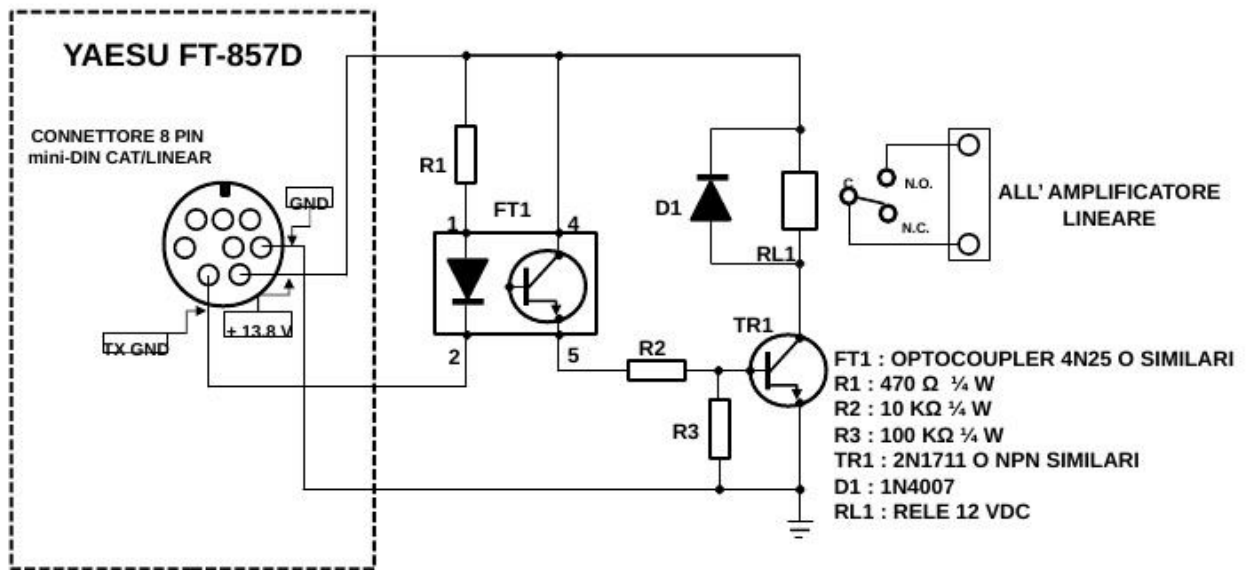 YAESU FT-857D
CONNETTORE 8 PIN
mini-DIN CAT/LINEAR
GND
+ 13.8 V
TX GND
R1
FT1
1
4
2
5
R2
R3
D1
RL1
TR1
C.
N.O.
N.C.
ALL' AMPLIFICATORE
LINEARE
FT1 : OPTOCOUPLER 4N25 O SIMILARI
R1 : 470 Ω ¼ W
R2 : 10 KΩ ¼ W
R3 : 100 KΩ ¼ W
TR1 : 2N1711 O NPN SIMILARI
D1 : 1N4007
RL1 : RELE 12 VDC